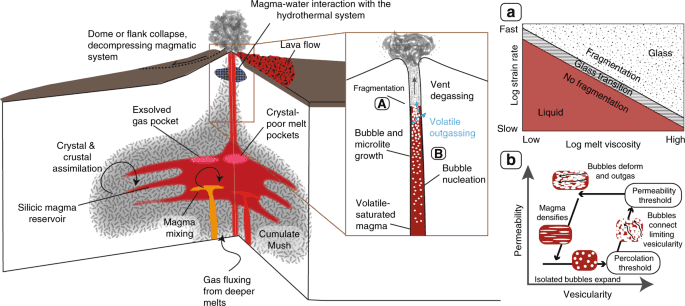 Magma-water interaction with the
hydrothermal system
Dome or flank collapse,
decompressing magmatic
system
Lava flow
Exsolved
gas pocket
Crystal-
poor melt
pockets
Crystal &
crustal
assimilation
Silicic magma
reservoir
Magma
mixing
Cumulate
Mush
Gas fluxing
from deeper
melts
Fragmentation
A
Vent
degassing
Volatile
outgassing
Bubble and
microlite
growth
B
Bubble
nucleation
Volatile-
saturated
magma
a
Fast
Slow
Log strain rate
Fragmentation
Glass
Glass transition
No fragmentation
Liquid
Low
High
Log melt viscosity
b
Bubbles deform
and outgas
Permeability
threshold
Magma
densifies
Bubbles
connect
limiting
vesicularity
Percolation
threshold
Isolated bubbles expand
Permeability
Vesicularity